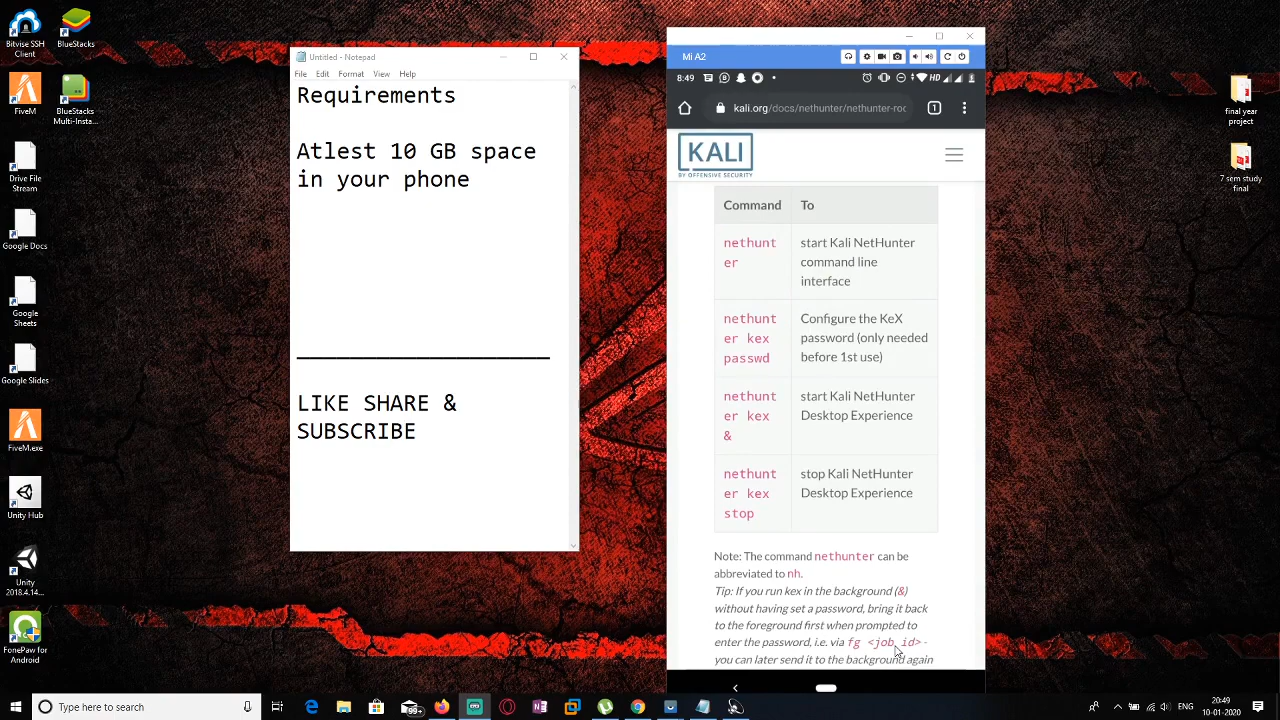 Bitvise SSH
Client
BlueStacks
FiveM
BlueStacks
Multi-Insta...
Drive File
Stream
Google Docs
Google
Sheets
Google Slides
FiveM.exe
Unity Hub
Unity
2018.4.14...
FonePaw for
Android
Untitled - Notepad
File Edit Format View Help
Requirements
Atlest 10 GB space
in your phone
LIKE SHARE &
SUBSCRIBE
Mi A2
8:49
HD
kali.org/docs/nethunter/nethunter-roo
1
KALI
BY OFFENSIVE SECURITY
Command To
nethunt
er
start Kali NetHunter
command line
interface
nethunt
er kex
passwd
Configure the KeX
password (only needed
before 1st use)
nethunt
er kex
&
start Kali NetHunter
Desktop Experience
nethunt
er kex
stop
stop Kali NetHunter
Desktop Experience
Note: The command nethunter can be
abbreviated to nh.
Tip: If you run kex in the background (&)
without having set a password, bring it back
to the foreground first when prompted to
enter the password, i.e. via fg <job_id> -
you can later send it to the background again
final year
project
7 sem study
final
Type here to search
20:49
10-01-2020